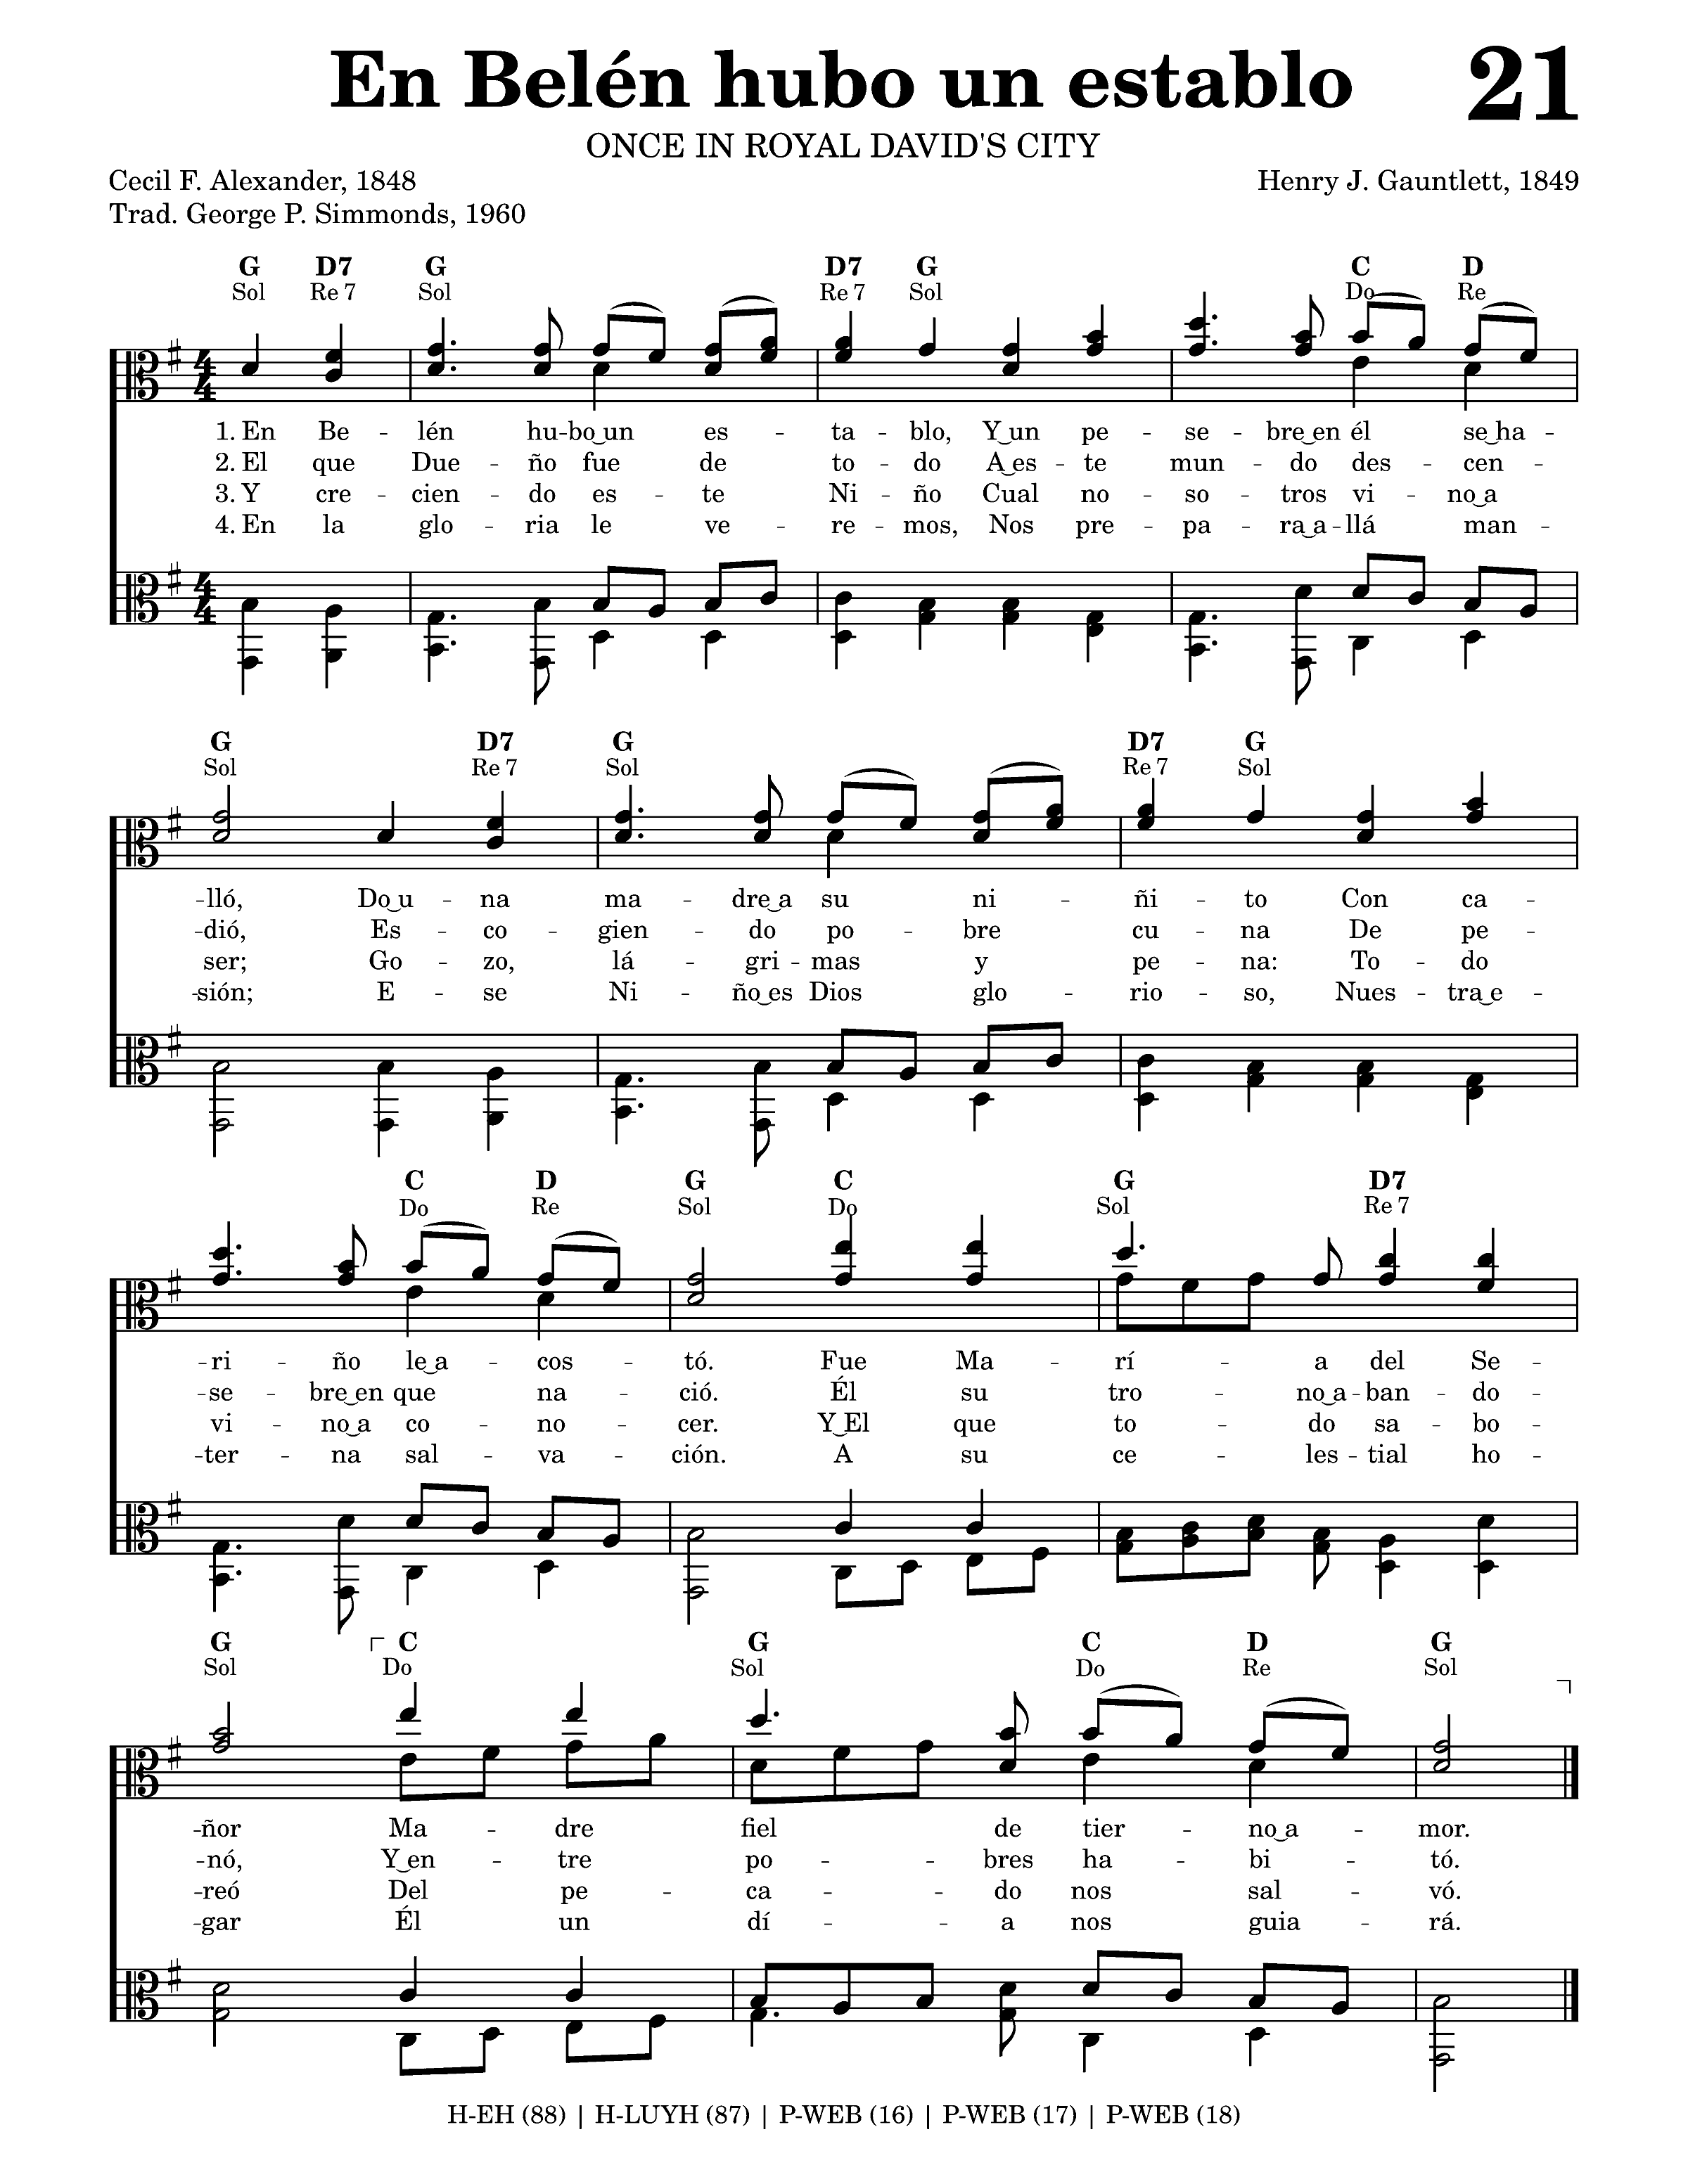 En Belén hubo un establo 21
ONCE IN ROYAL DAVID'S CITY
Cecil F. Alexander, 1848 Henry J. Gauntlett, 1849
Trad. George P. Simmonds, 1960
G D7 G D7 G C D
Sol Re 7 Sol Re 7 Sol Do Re
4 4
1. En Be -- lén hu -- bo‿un es -- ta -- blo, Y‿un pe -- se -- bre‿en él se‿ha --
2. El que Due -- ño fue de to -- do A‿es -- te mun -- do des -- cen --
3. Y cre -- cien -- do es -- te Ni -- ño Cual no -- so -- tros vi -- no‿a
4. En la glo -- ria le ve -- re -- mos, Nos pre -- pa -- ra‿a -- llá man --
4 4
G D7 G D7 G
Sol Re 7 Sol Re 7 Sol
-- lló, Do‿u -- na ma -- dre‿a su ni -- ñi -- to Con ca --
-- dió, Es -- co -- gien -- do po -- bre cu -- na De pe --
ser; Go -- zo, lá -- gri -- mas y pe -- na: To -- do
-- sión; E -- se Ni -- ño‿es Dios glo -- rio -- so, Nues -- tra‿e --
C D G C G D7
Do Re Sol Do Sol Re 7
-- ri -- ño le‿a -- cos -- tó. Fue Ma -- rí -- a del Se --
-- se -- bre‿en que na -- ció. Él su tro -- no‿a -- ban -- do --
vi -- no‿a co -- no -- cer. Y‿El que to -- do sa -- bo --
-- ter -- na sal -- va -- ción. A su ce -- les -- tial ho --
G C G C D G
Sol Do Sol Do Re Sol
-- ñor Ma -- dre fiel de tier -- no‿a -- mor.
-- nó, Y‿en -- tre po -- bres ha -- bi -- tó.
-- reó Del pe -- ca -- do nos sal -- vó.
-- gar Él un dí -- a nos guia -- rá.
H-EH (88) | H-LUYH (87) | P-WEB (16) | P-WEB (17) | P-WEB (18)